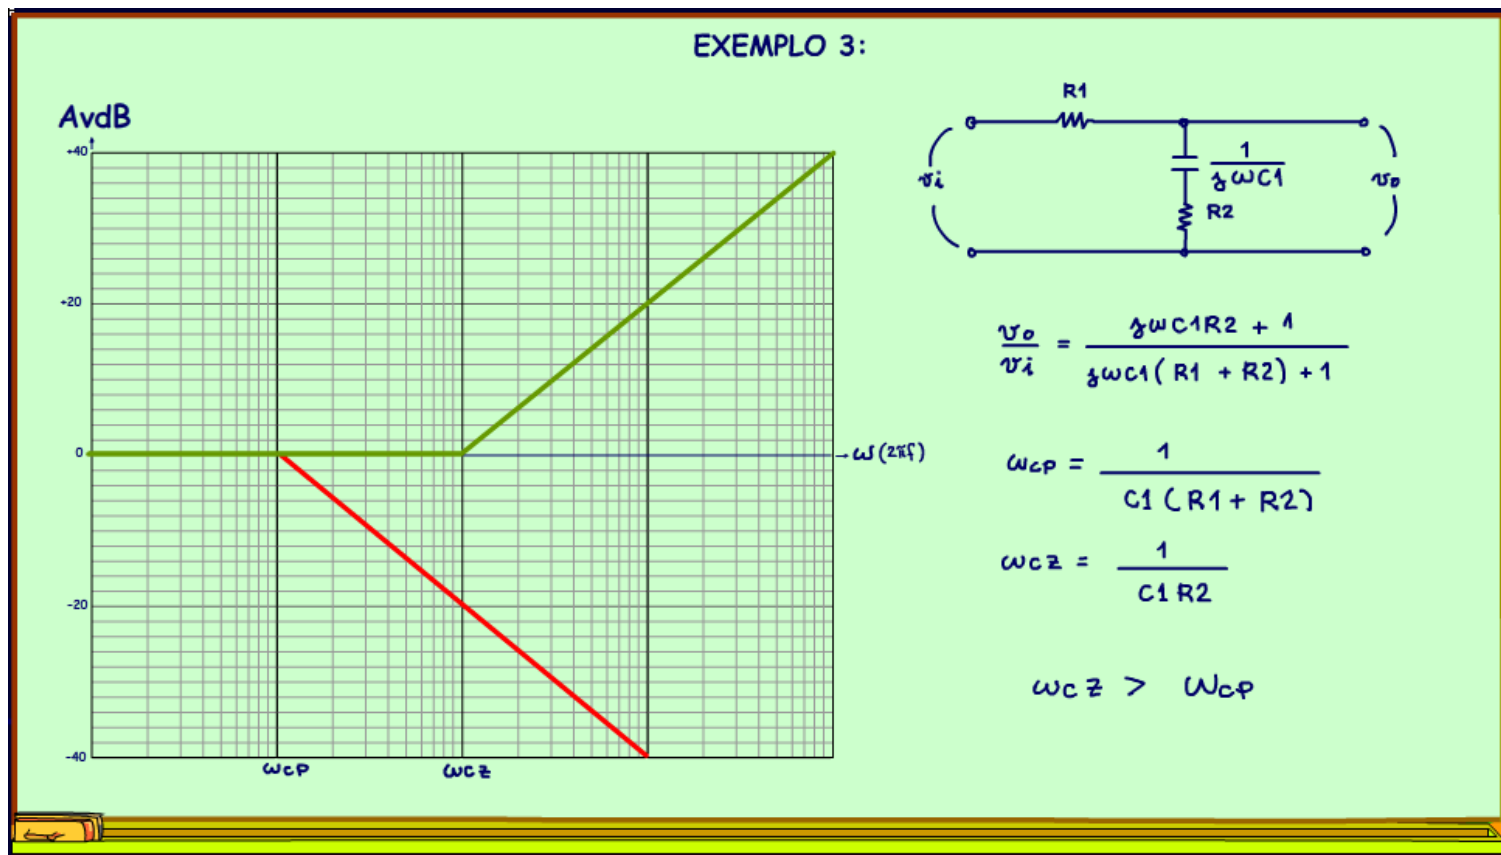 EXEMPLO 3:
AvdB
+40
+20
0
-20
-40
ωcp
ωcz
→ ω(2πf)
R1
1
jωC1
R2
vi
vo
vo
vi
=
jωC1R2 + 1
jωC1(R1 + R2) + 1
ωcp =
1
C1(R1 + R2)
ωcz =
1
C1 R2
ωcz > ωcp